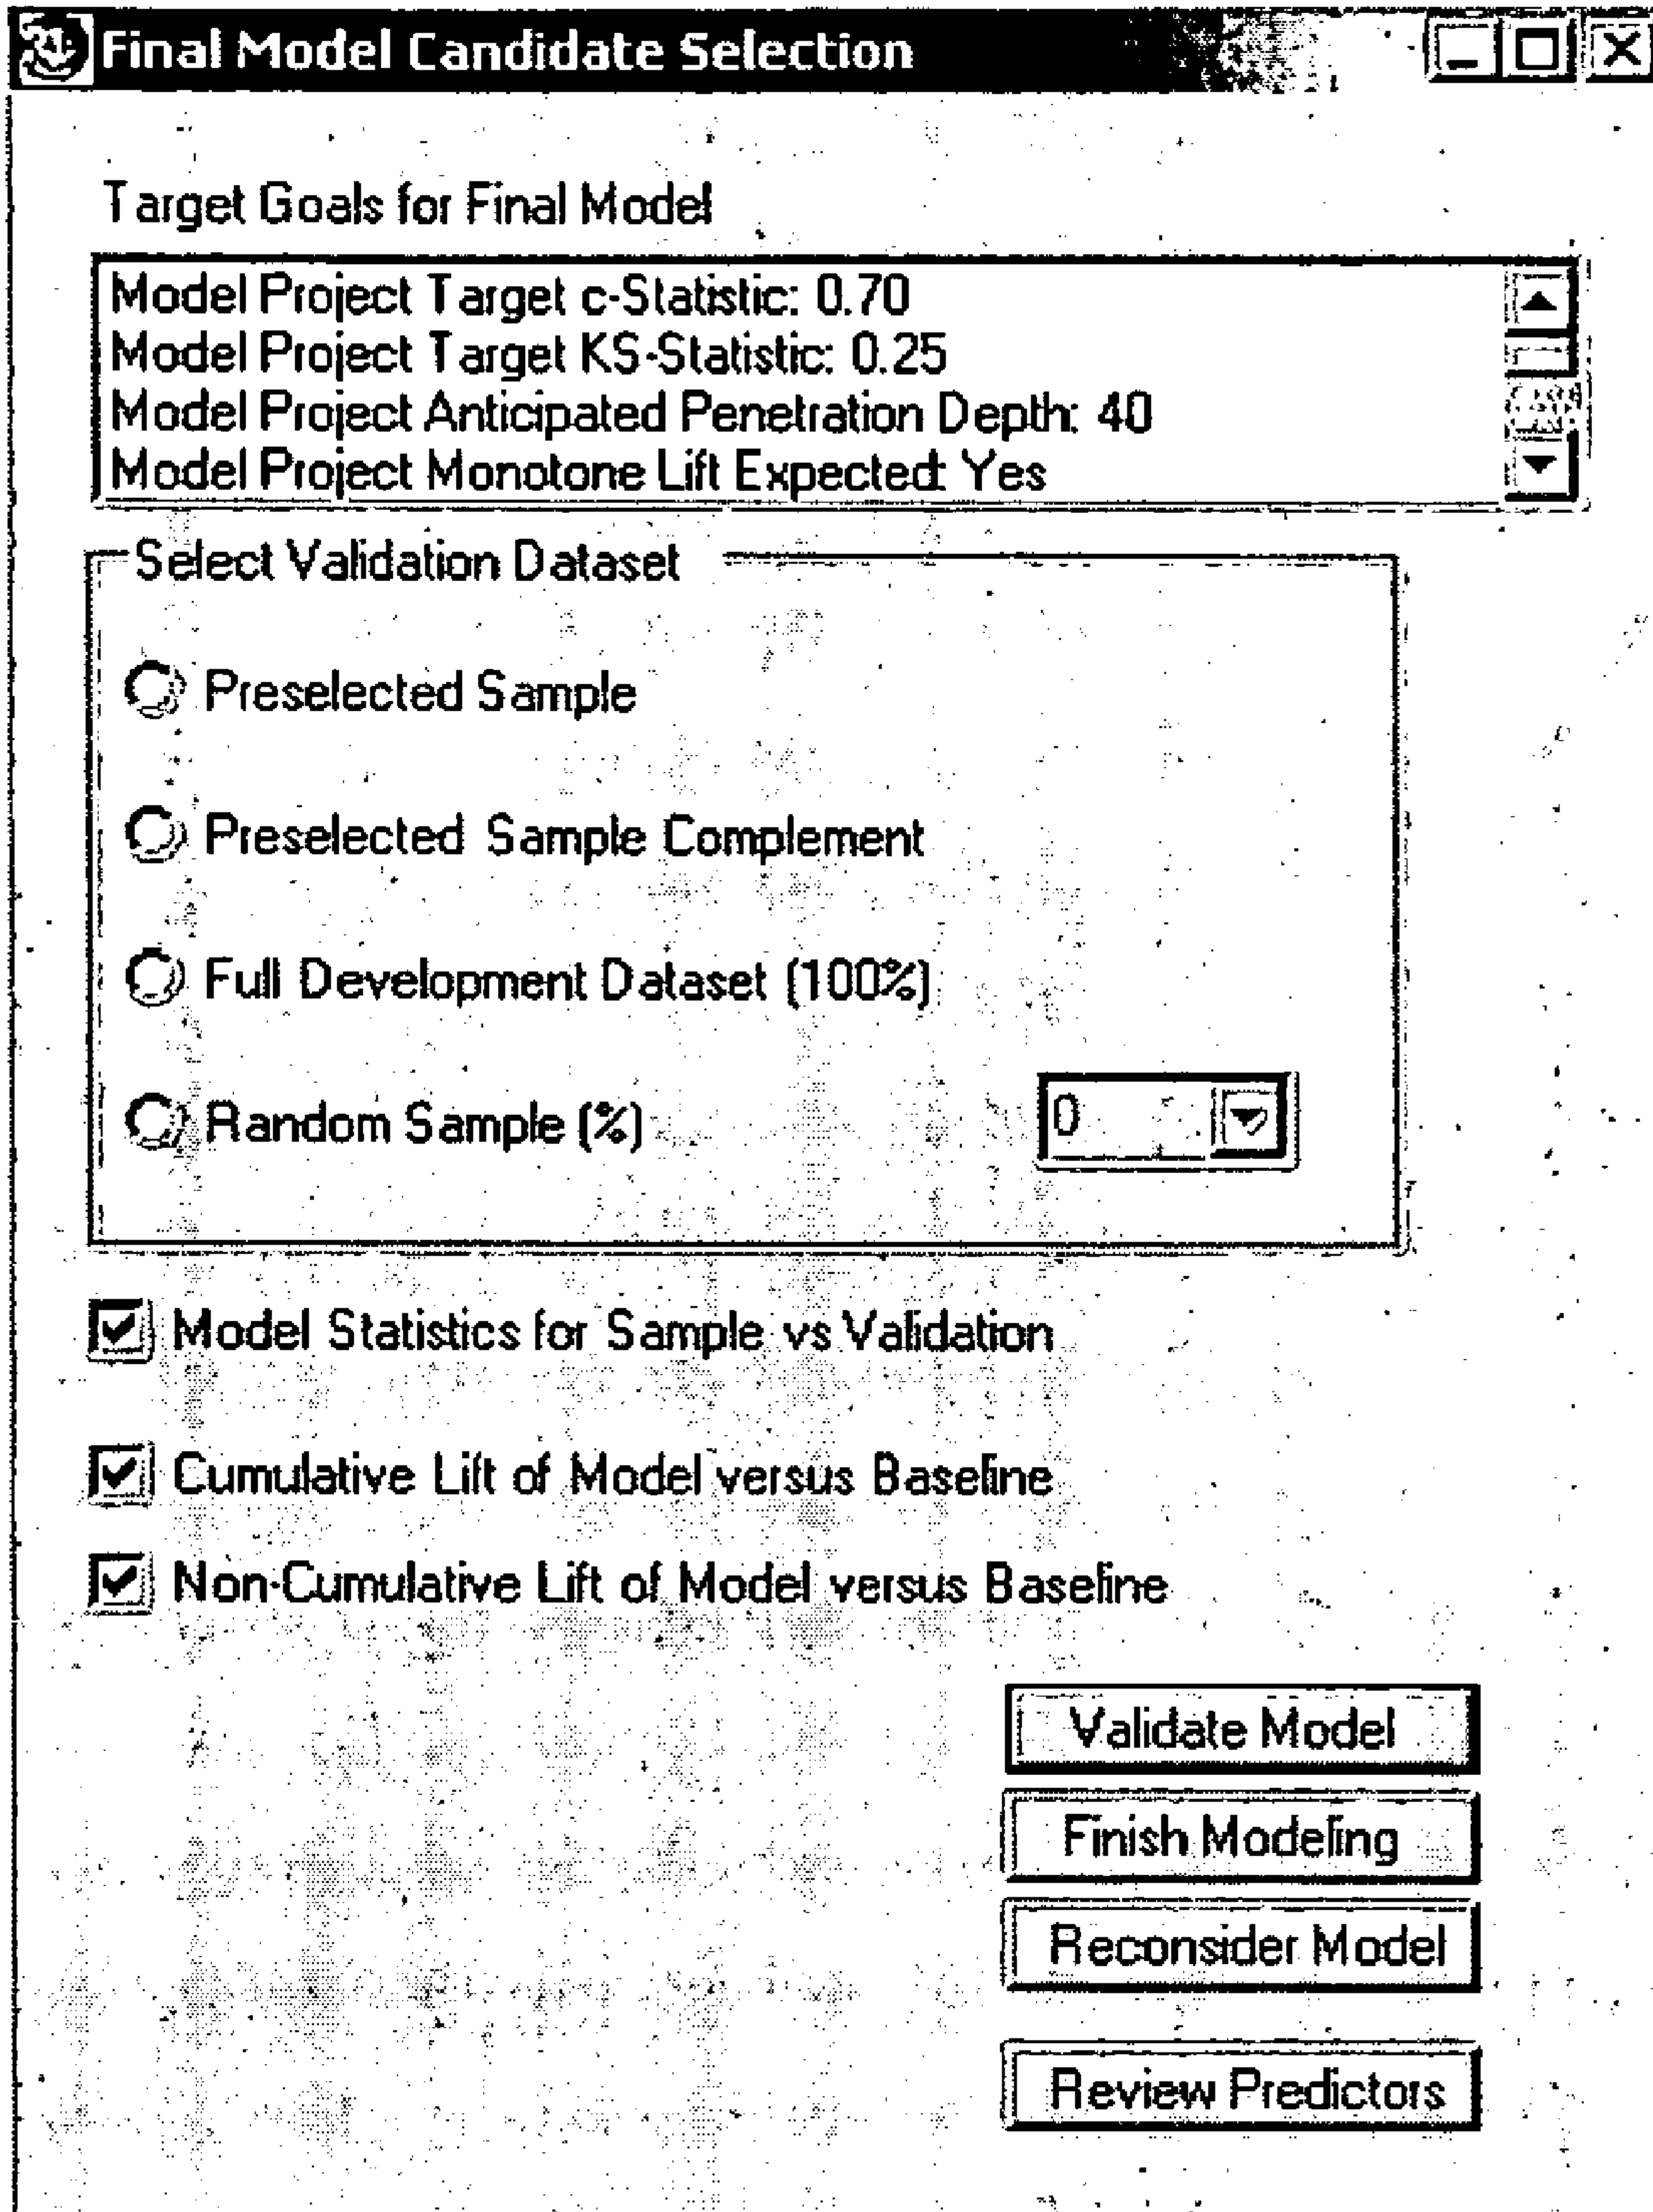 Final Model Candidate Selection
Target Goals for Final Model
Model Project Target c-Statistic: 0.70
Model Project Target KS-Statistic: 0.25
Model Project Anticipated Penetration Depth: 40
Model Project Monotone Lift Expected: Yes
Select Validation Dataset
Preselected Sample
Preselected Sample Complement
Full Development Dataset (100%)
Random Sample (%) 0
Model Statistics for Sample vs Validation
Cumulative Lift of Model versus Baseline
Non-Cumulative Lift of Model versus Baseline
Validate Model
Finish Modeling
Reconsider Model
Review Predictors